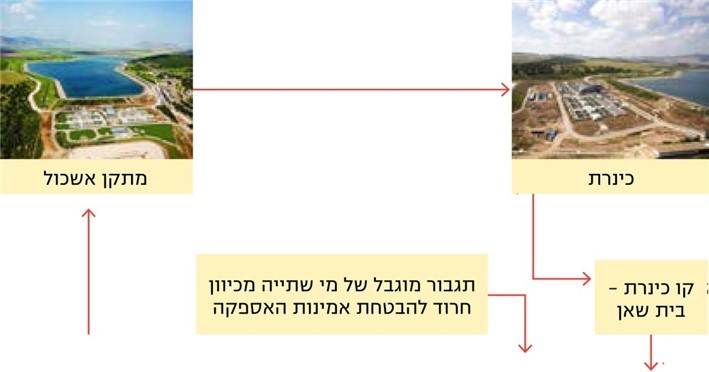 כינרת
מתקן אשכול
קו כינרת –
בית שאן
תגבור מוגבל של מי שתייה מכיוון
חרוד להבטחת אמינות האספקה